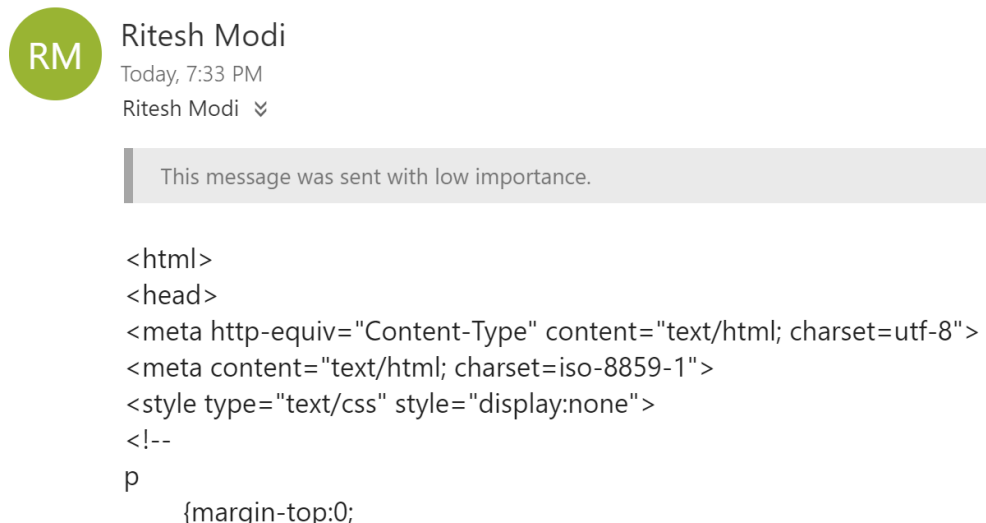 RM
Ritesh Modi
Today, 7:33 PM
Ritesh Modi
This message was sent with low importance.
<html>
<head>
<meta http-equiv="Content-Type" content="text/html; charset=utf-8">
<meta content="text/html; charset=iso-8859-1">
<style type="text/css" style="display:none">
<!--
p
{margin-top:0;